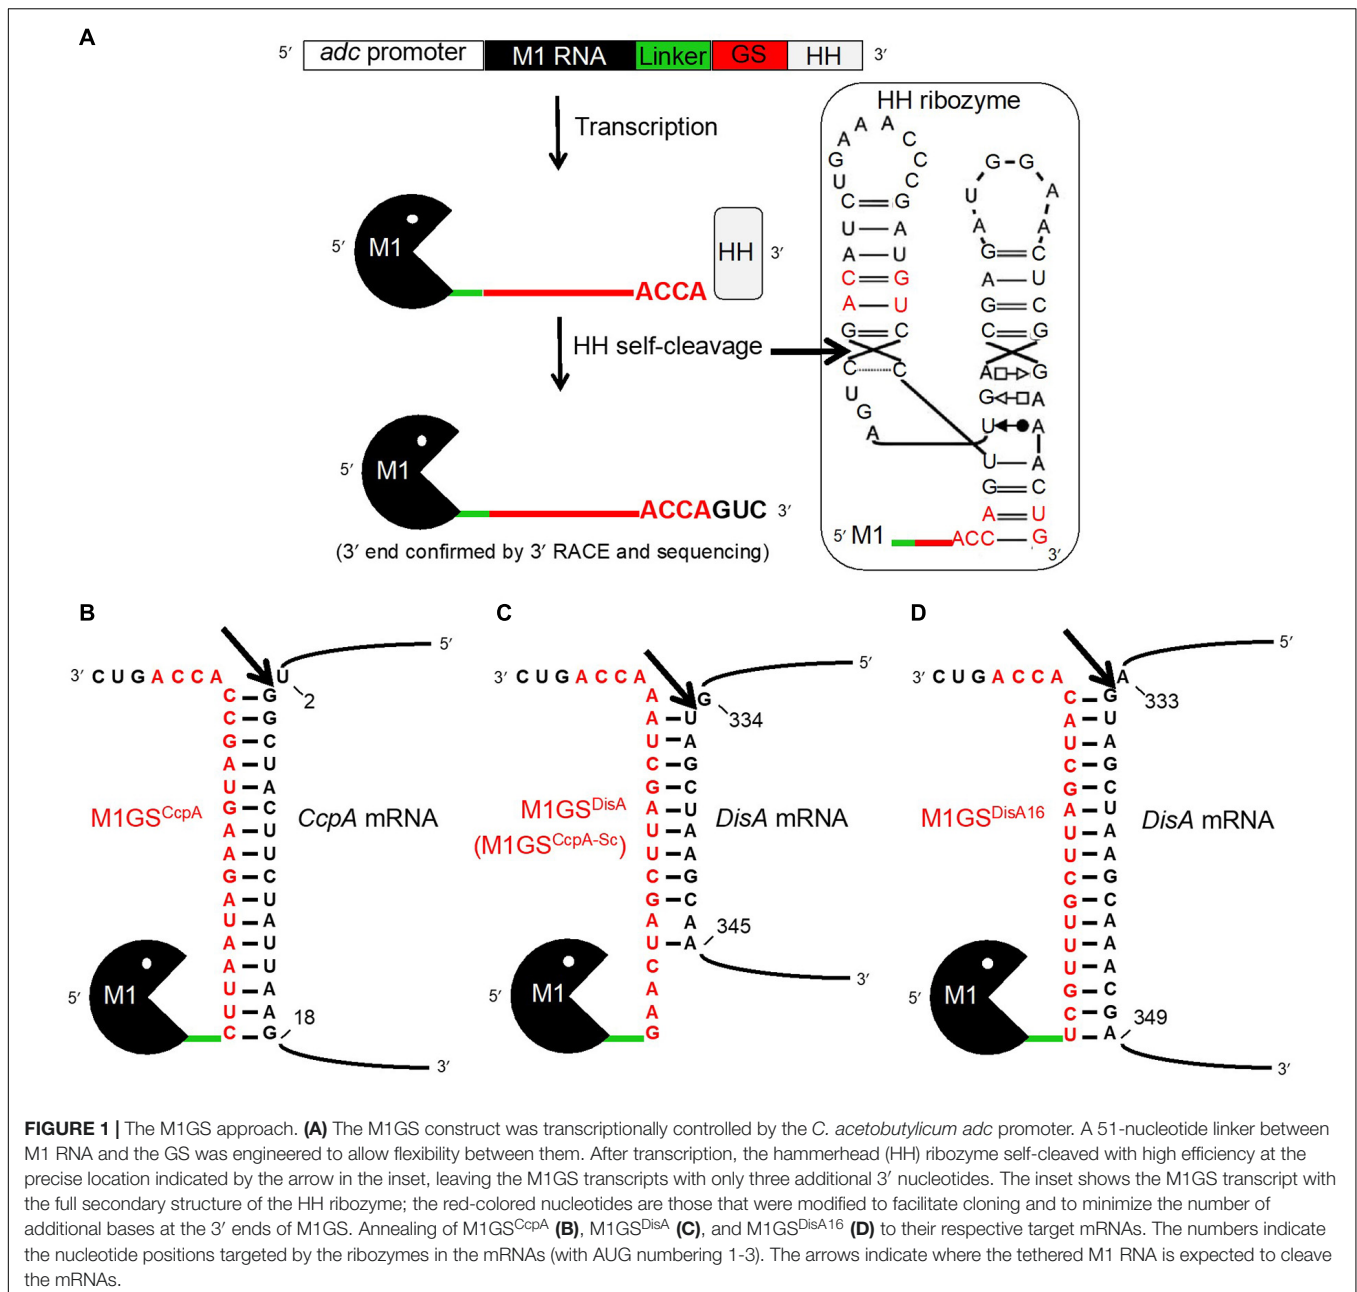 A
5′ adc promoter M1 RNA Linker GS HH 3′
Transcription
5′ M1 ACCA HH 3′
HH self-cleavage
5′ M1 ACCAGUC 3′
(3′ end confirmed by 3′ RACE and sequencing)
HH ribozyme
A A
A C
G C
U C
C G
U A
A U
C G
A U
G C
C C
U
G
A
G G
U A
A A
G C
A U
G C
C G
A G
G A
U A
U A
G C
A U
5′ M1 ACC G
3′
B
5′
3′ C U G A C C A U
2
C G
C G
G C
A U
U A
G C
A U
A U
G C
A U
U A
A U
A U
U A
U A
C G
18
M1GSCcpA
CcpA mRNA
5′ M1
3′
C
5′
3′ C U G A C C A G
334
A
A U
U A
C G
G C
A U
U A
U A
C G
G C
A A
U A
345
C
A
A
G
M1GSDisA
(M1GSCcpA-Sc)
DisA mRNA
5′ M1
3′
D
5′
3′ C U G A C C A A
333
C G
A U
U A
C G
G C
A U
U A
U A
C G
G C
U A
U A
U A
G C
C G
U A
349
M1GSDisA16
DisA mRNA
5′ M1
3′
FIGURE 1 | The M1GS approach. (A) The M1GS construct was transcriptionally controlled by the C. acetobutylicum adc promoter. A 51-nucleotide linker between
M1 RNA and the GS was engineered to allow flexibility between them. After transcription, the hammerhead (HH) ribozyme self-cleaved with high efficiency at the
precise location indicated by the arrow in the inset, leaving the M1GS transcripts with only three additional 3′ nucleotides. The inset shows the M1GS transcript with
the full secondary structure of the HH ribozyme; the red-colored nucleotides are those that were modified to facilitate cloning and to minimize the number of
additional bases at the 3′ ends of M1GS. Annealing of M1GSCcpA (B), M1GSDisA (C), and M1GSDisA16 (D) to their respective target mRNAs. The numbers indicate
the nucleotide positions targeted by the ribozymes in the mRNAs (with AUG numbering 1-3). The arrows indicate where the tethered M1 RNA is expected to cleave
the mRNAs.